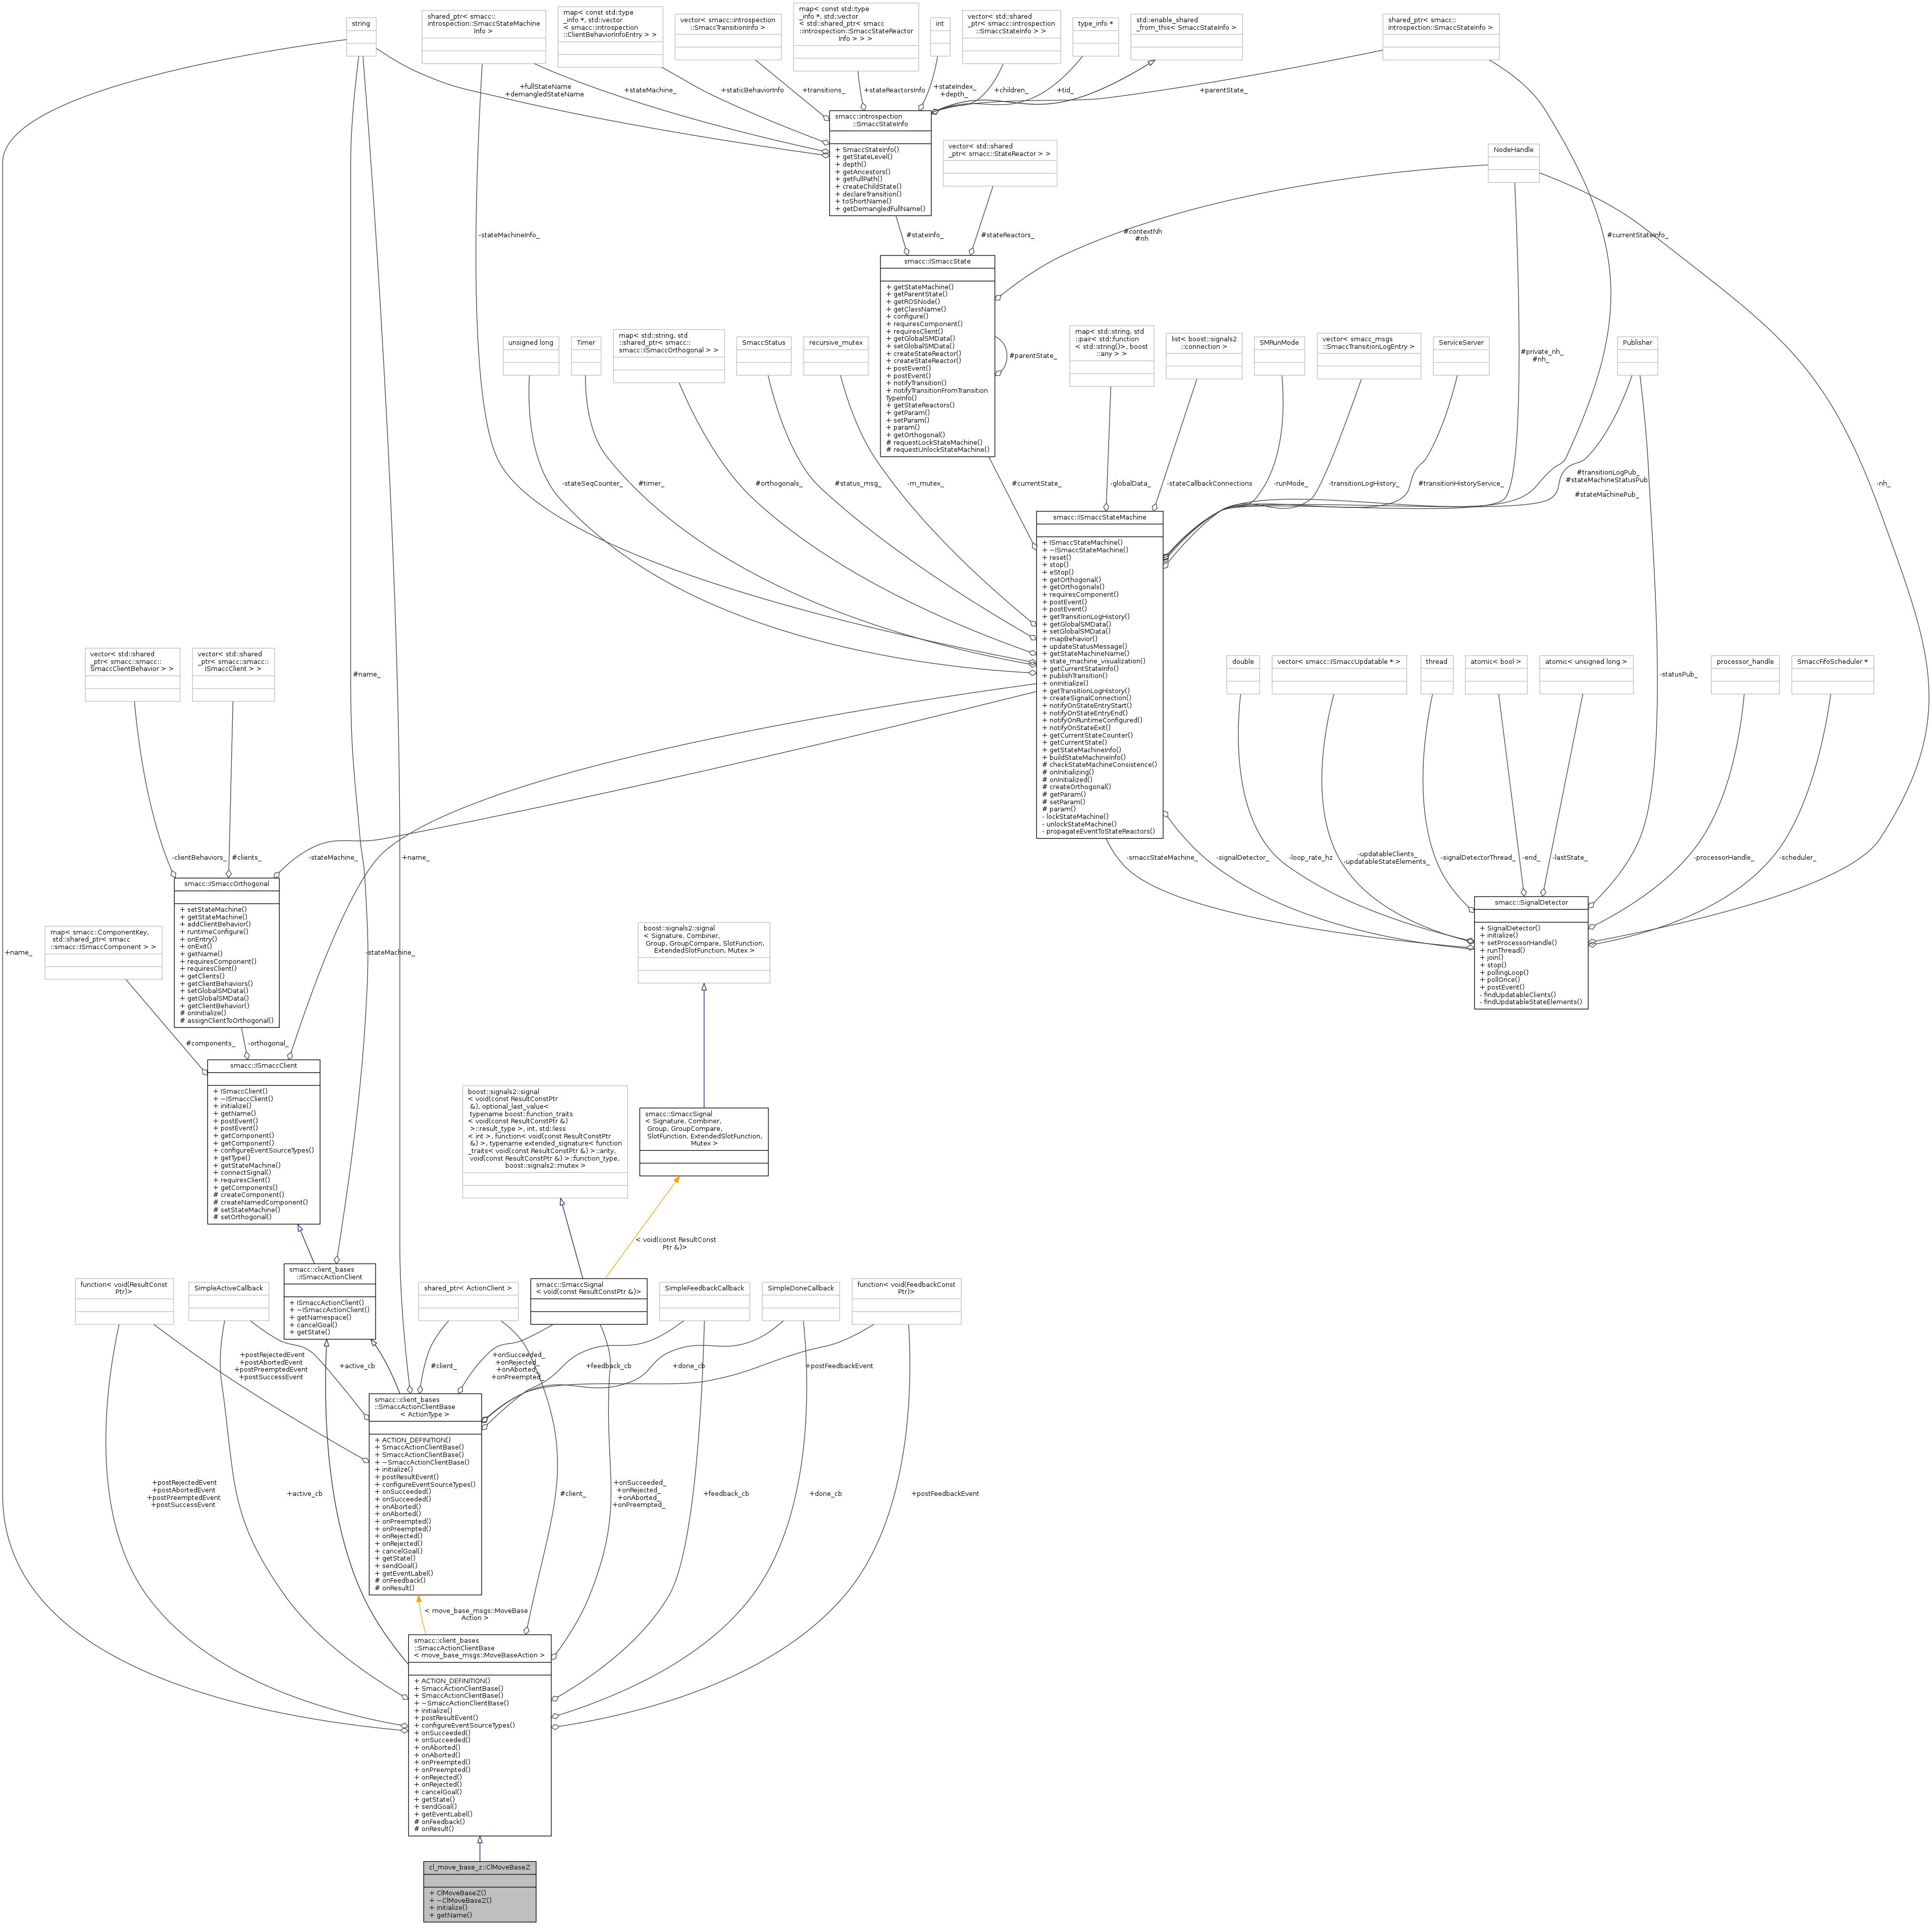 string
shared_ptr< smacc::
introspection::SmaccStateMachine
Info >
map< const std::type
_info *, std::vector
< smacc::introspection
::ClientBehaviorInfoEntry > >
vector< smacc::introspection
::SmaccTransitionInfo >
map< const std::type
_info *, std::vector
< std::shared_ptr< smacc
::introspection::SmaccStateReactor
Info > > >
int
vector< std::shared
_ptr< smacc::introspection
::SmaccStateInfo > >
type_info *
std::enable_shared
_from_this< SmaccStateInfo >
shared_ptr< smacc::
introspection::SmaccStateInfo >
+fullStateName
+demangledStateName
+stateMachine_
+staticBehaviorInfo
+transitions_
+stateReactorsInfo
+stateIndex_
+depth_
+children_
+tid_
+parentState_
smacc::introspection
::SmaccStateInfo
+ SmaccStateInfo()
+ getStateLevel()
+ depth()
+ getAncestors()
+ getFullPath()
+ createChildState()
+ declareTransition()
+ toShortName()
+ getDemangledFullName()
vector< std::shared
_ptr< smacc::StateReactor > >
NodeHandle
-stateMachineInfo_
#stateInfo_
#stateReactors_
#contextNh
#nh
#currentStateInfo_
smacc::ISmaccState
+ getStateMachine()
+ getParentState()
+ getROSNode()
+ getClassName()
+ configure()
+ requiresComponent()
+ requiresClient()
+ getGlobalSMData()
+ setGlobalSMData()
+ createStateReactor()
+ createStateReactor()
+ postEvent()
+ postEvent()
+ notifyTransition()
+ notifyTransitionFromTransition
TypeInfo()
+ getStateReactors()
+ getParam()
+ setParam()
+ param()
+ getOrthogonal()
# requestLockStateMachine()
# requestUnlockStateMachine()
#parentState_
unsigned long
Timer
map< std::string, std
::shared_ptr< smacc::
smacc::ISmaccOrthogonal > >
SmaccStatus
recursive_mutex
map< std::string, std
::pair< std::function
< std::string()>, boost
::any > >
list< boost::signals2
::connection >
SMRunMode
vector< smacc_msgs
::SmaccTransitionLogEntry >
ServiceServer
#private_nh_
#nh_
Publisher
-stateSeqCounter_
#timer_
#orthogonals_
#status_msg_
-m_mutex_
#currentState_
-globalData_
-stateCallbackConnections
-runMode_
-transitionLogHistory_
#transitionHistoryService_
#transitionLogPub_
#stateMachineStatusPub
_
#stateMachinePub_
-nh_
smacc::ISmaccStateMachine
+ ISmaccStateMachine()
+ ~ISmaccStateMachine()
+ reset()
+ stop()
+ eStop()
+ getOrthogonal()
+ getOrthogonals()
+ requiresComponent()
+ postEvent()
+ postEvent()
+ getTransitionLogHistory()
+ getGlobalSMData()
+ setGlobalSMData()
+ mapBehavior()
+ updateStatusMessage()
+ getStateMachineName()
+ state_machine_visualization()
+ getCurrentStateInfo()
+ publishTransition()
+ onInitialize()
+ getTransitionLogHistory()
+ createSignalConnection()
+ notifyOnStateEntryStart()
+ notifyOnStateEntryEnd()
+ notifyOnRuntimeConfigured()
+ notifyOnStateExit()
+ getCurrentStateCounter()
+ getCurrentState()
+ getStateMachineInfo()
+ buildStateMachineInfo()
# checkStateMachineConsistence()
# onInitializing()
# onInitialized()
# createOrthogonal()
# getParam()
# setParam()
# param()
- lockStateMachine()
- unlockStateMachine()
- propagateEventToStateReactors()
#name_
vector< std::shared
_ptr< smacc::smacc::
SmaccClientBehavior > >
vector< std::shared
_ptr< smacc::smacc::
ISmaccClient > >
double
vector< smacc::ISmaccUpdatable * >
thread
atomic< bool >
atomic< unsigned long >
-statusPub_
processor_handle
SmaccFifoScheduler *
-clientBehaviors_
#clients_
-stateMachine_
+name_
-smaccStateMachine_
-signalDetector_
-loop_rate_hz
-updatableClients_
-updatableStateElements_
-signalDetectorThread_
-end_
-lastState_
-processorHandle_
-scheduler_
smacc::ISmaccOrthogonal
+ setStateMachine()
+ getStateMachine()
+ addClientBehavior()
+ runtimeConfigure()
+ onEntry()
+ onExit()
+ getName()
+ requiresComponent()
+ requiresClient()
+ getClients()
+ getClientBehaviors()
+ setGlobalSMData()
+ getGlobalSMData()
+ getClientBehavior()
# onInitialize()
# assignClientToOrthogonal()
smacc::SignalDetector
+ SignalDetector()
+ initialize()
+ setProcessorHandle()
+ runThread()
+ join()
+ stop()
+ pollingLoop()
+ pollOnce()
+ postEvent()
- findUpdatableClients()
- findUpdatableStateElements()
map< smacc::ComponentKey,
std::shared_ptr< smacc
::smacc::ISmaccComponent > >
boost::signals2::signal
< Signature, Combiner,
Group, GroupCompare, SlotFunction,
ExtendedSlotFunction, Mutex >
+name_
-stateMachine_
#components_
-orthogonal_
smacc::ISmaccClient
+ ISmaccClient()
+ ~ISmaccClient()
+ initialize()
+ getName()
+ postEvent()
+ postEvent()
+ getComponent()
+ getComponent()
+ configureEventSourceTypes()
+ getType()
+ getStateMachine()
+ connectSignal()
+ requiresClient()
+ getComponents()
# createComponent()
# createNamedComponent()
# setStateMachine()
# setOrthogonal()
boost::signals2::signal
< void(const ResultConstPtr
&), optional_last_value<
typename boost::function_traits
< void(const ResultConstPtr &)
>::result_type >, int, std::less
< int >, function< void(const ResultConstPtr
&) >, typename extended_signature< function
_traits< void(const ResultConstPtr &) >::arity,
void(const ResultConstPtr &) >::function_type,
boost::signals2::mutex >
smacc::SmaccSignal
< Signature, Combiner,
Group, GroupCompare,
SlotFunction, ExtendedSlotFunction,
Mutex >
< void(const ResultConst
Ptr &)>
function< void(ResultConst
Ptr)>
SimpleActiveCallback
smacc::client_bases
::ISmaccActionClient
+ ISmaccActionClient()
+ ~ISmaccActionClient()
+ getNamespace()
+ cancelGoal()
+ getState()
shared_ptr< ActionClient >
smacc::SmaccSignal
< void(const ResultConstPtr &)>
SimpleFeedbackCallback
SimpleDoneCallback
function< void(FeedbackConst
Ptr)>
+postRejectedEvent
+postAbortedEvent
+postPreemptedEvent
+postSuccessEvent
+active_cb
#client_
+onSucceeded_
+onRejected_
+onAborted_
+onPreempted_
+feedback_cb
+done_cb
+postFeedbackEvent
smacc::client_bases
::SmaccActionClientBase
< ActionType >
+ ACTION_DEFINITION()
+ SmaccActionClientBase()
+ SmaccActionClientBase()
+ ~SmaccActionClientBase()
+ initialize()
+ postResultEvent()
+ configureEventSourceTypes()
+ onSucceeded()
+ onSucceeded()
+ onAborted()
+ onAborted()
+ onPreempted()
+ onPreempted()
+ onRejected()
+ onRejected()
+ cancelGoal()
+ getState()
+ sendGoal()
+ getEventLabel()
# onFeedback()
# onResult()
+postRejectedEvent
+postAbortedEvent
+postPreemptedEvent
+postSuccessEvent
+active_cb
#client_
+onSucceeded_
+onRejected_
+onAborted_
+onPreempted_
+feedback_cb
+done_cb
+postFeedbackEvent
< move_base_msgs::MoveBase
Action >
smacc::client_bases
::SmaccActionClientBase
< move_base_msgs::MoveBaseAction >
+ ACTION_DEFINITION()
+ SmaccActionClientBase()
+ SmaccActionClientBase()
+ ~SmaccActionClientBase()
+ initialize()
+ postResultEvent()
+ configureEventSourceTypes()
+ onSucceeded()
+ onSucceeded()
+ onAborted()
+ onAborted()
+ onPreempted()
+ onPreempted()
+ onRejected()
+ onRejected()
+ cancelGoal()
+ getState()
+ sendGoal()
+ getEventLabel()
# onFeedback()
# onResult()
cl_move_base_z::ClMoveBaseZ
+ ClMoveBaseZ()
+ ~ClMoveBaseZ()
+ initialize()
+ getName()